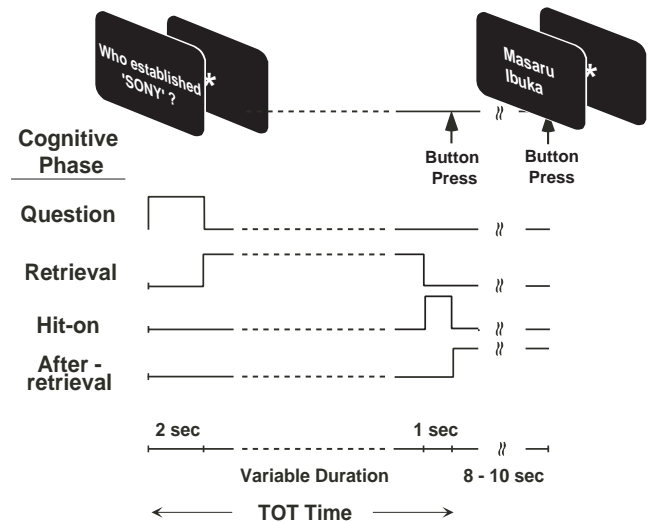 Who established
'SONY' ?
*
Masaru
Ibuka
*
Cognitive
Phase
Button
Press
Button
Press
Question
Retrieval
Hit-on
After -
retrieval
2 sec
1 sec
Variable Duration
8 - 10 sec
TOT Time